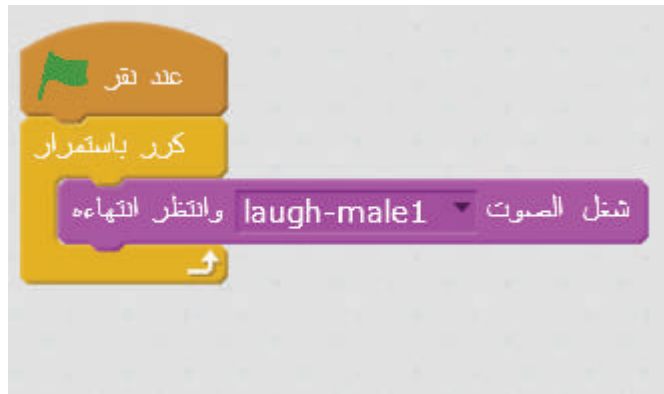 عند نقر
كرر باستمرار
شغل الصوت laugh-male1 وانتظر انتهاءه